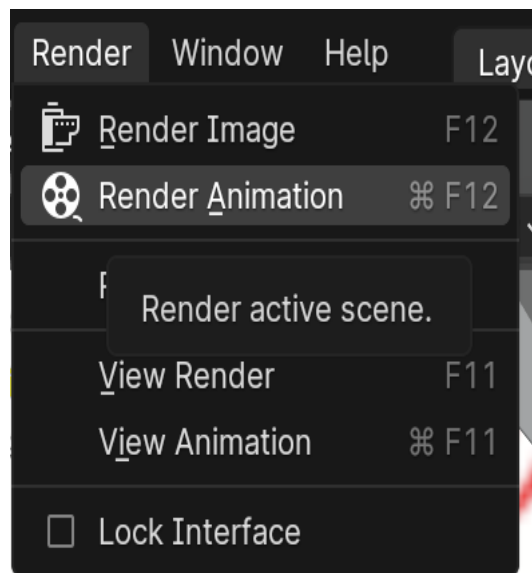 Render Window Help
Render Image F12
Render Animation ⌘ F12
Render active scene.
View Render F11
View Animation ⌘ F11
Lock Interface